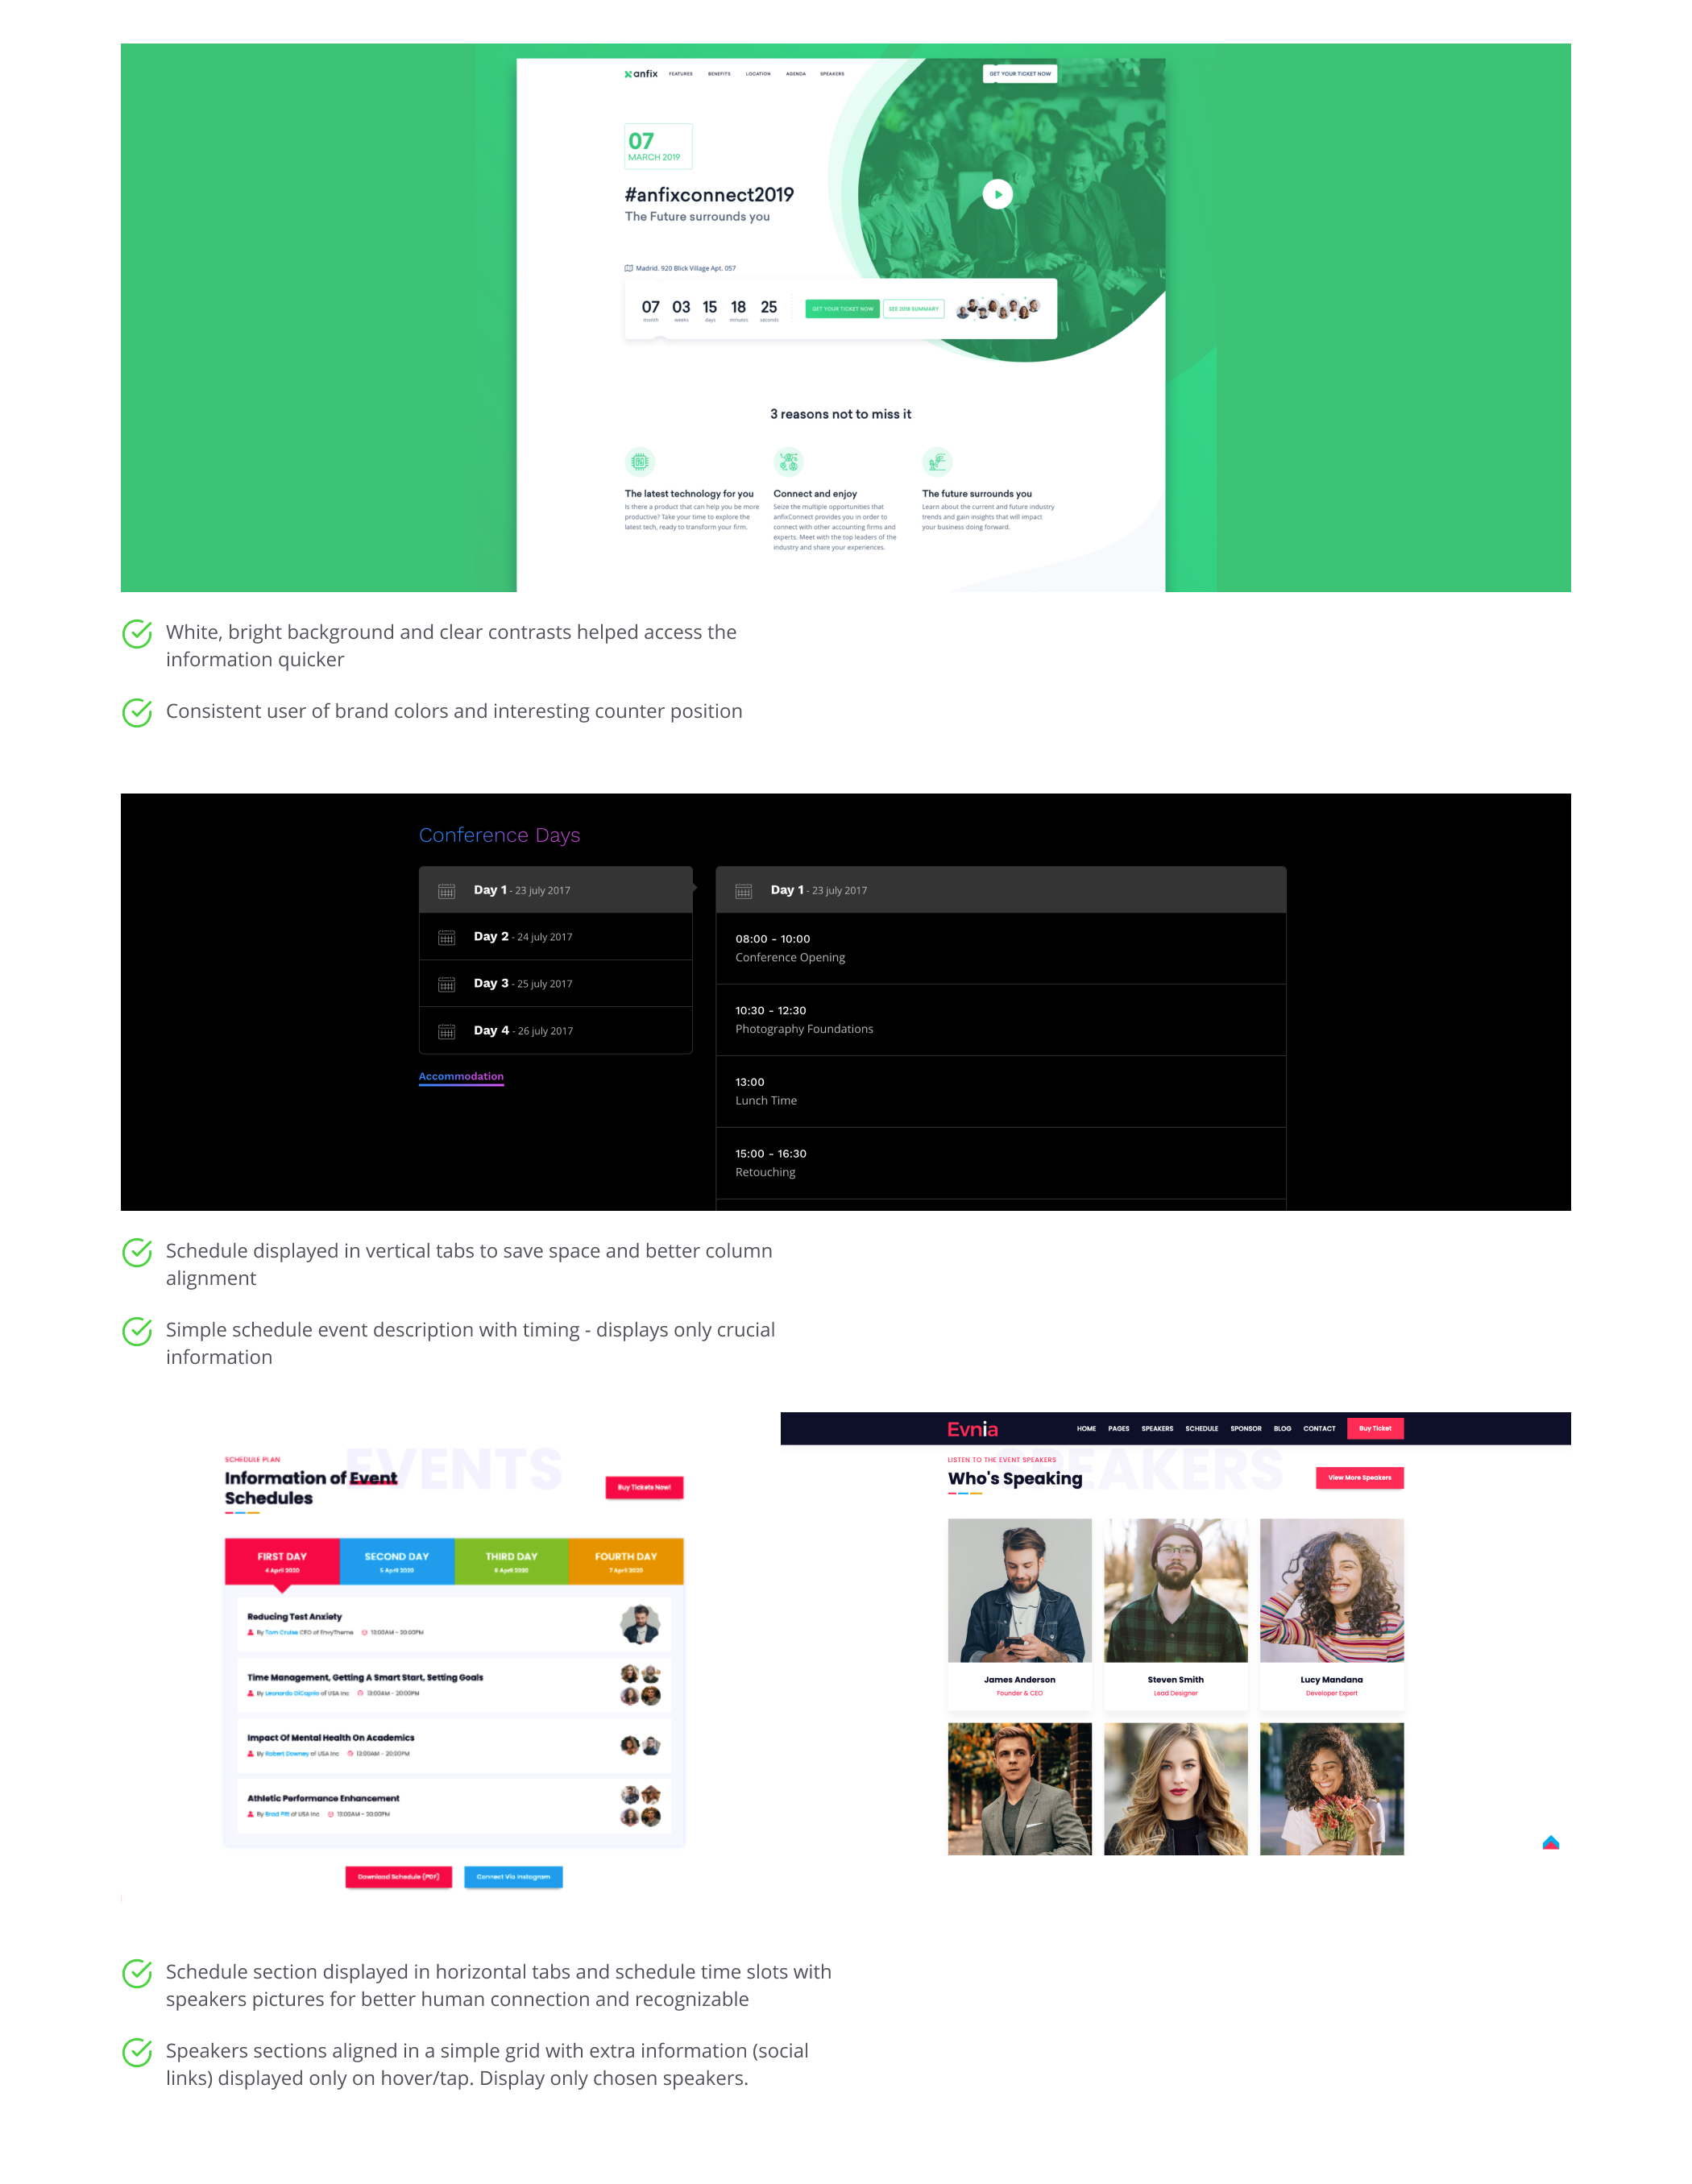 anfix FEATURES BENEFITS LOCATION AGENDA SPEAKERS GET YOUR TICKET NOW
07
MARCH 2019
#anfixconnect2019
The Future surrounds you
Madrid. 920 Blick Village Apt. 057
07 03 15 18 25
month weeks days minutes seconds
GET YOUR TICKET NOW SEE 2018 SUMMARY
3 reasons not to miss it
The latest technology for you
Is there a product that can help you be more
productive? Take your time to explore the
latest tech, ready to transform your firm.
Connect and enjoy
Seize the multiple opportunities that
anfixConnect provides you in order to
connect with other accounting firms and
experts. Meet with the top leaders of the
industry and share your experiences.
The future surrounds you
Learn about the current and future industry
trends and gain insights that will impact
your business doing forward.
White, bright background and clear contrasts helped access the
information quicker
Consistent user of brand colors and interesting counter position
Conference Days
Day 1 - 23 july 2017
Day 2 - 24 july 2017
Day 3 - 25 july 2017
Day 4 - 26 july 2017
Accommodation
Day 1 - 23 july 2017
08:00 - 10:00
Conference Opening
10:30 - 12:30
Photography Foundations
13:00
Lunch Time
15:00 - 16:30
Retouching
Schedule displayed in vertical tabs to save space and better column
alignment
Simple schedule event description with timing - displays only crucial
information
EVENTS
SCHEDULE PLAN
Information of Event
Schedules
Buy Tickets Now!
FIRST DAY SECOND DAY THIRD DAY FOURTH DAY
4 April 2020 5 April 2020 6 April 2020 7 April 2020
Reducing Test Anxiety
By Tom Cruise CFO of EnvyTheme
Time Management, Getting A Smart Start, Setting Goals
By Leonardo DiCaprio of USA Inc 13:00AM - 20:00PM
Impact Of Mental Health On Academics
By Robert Downey of USA Inc 13:00AM - 20:00PM
Athletic Performance Enhancement
By Brad Pitt of USA Inc
Download Schedule (PDF) Connect Via Instagram
Evnia HOME PAGES SPEAKERS SCHEDULE SPONSOR BLOG CONTACT Buy Ticket
SPEAKERS
LISTEN TO THE EVENT SPEAKERS
Who's Speaking
View More Speakers
James Anderson
Founder & CEO
Steven Smith
Lead Designer
Lucy Mandana
Developer Expert
Schedule section displayed in horizontal tabs and schedule time slots with
speakers pictures for better human connection and recognizable
Speakers sections aligned in a simple grid with extra information (social
links) displayed only on hover/tap. Display only chosen speakers.